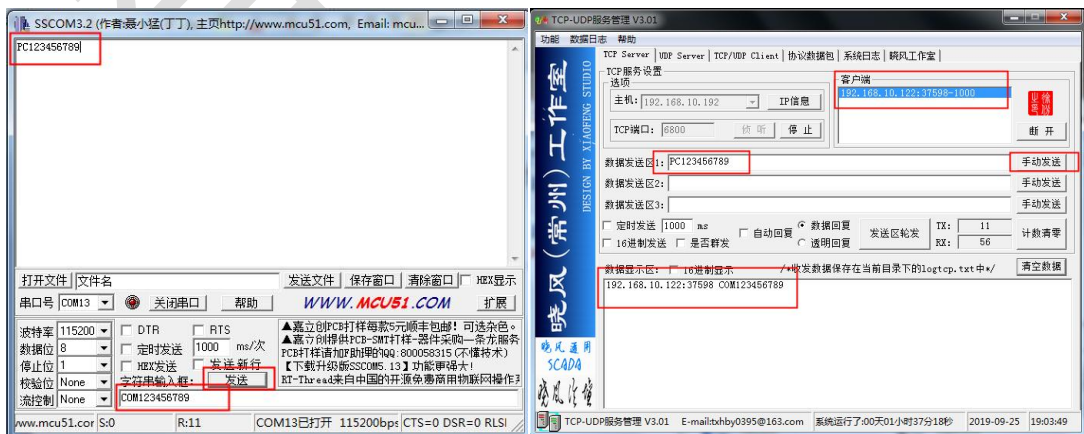 SSCOM3.2 (作者:聂小猛(丁丁), 主页http://www.mcu51.com, Email: mcu...
PC123456789
打开文件 文件名 发送文件 保存窗口 清除窗口 HEX显示
串口号 COM13 关闭串口 帮助 WWW.MCU51.COM 扩展
波特率 115200 DTR RTS
数据位 8 定时发送 1000 ms/次
停止位 1 HEX发送 发送新行
校验位 None 字符串输入框: 发送
流控制 None COM123456789
▲嘉立创PCB打样每款5元顺丰包邮!可选杂色。
▲嘉立创提供PCB-SMT打样-器件采购一条龙服务
PCB打样请加F助理的QQ:800058315(不懂技术)
【下载升级版SSCOM5.13】功能更强大!
RT-Thread来自中国的开源免费商用物联网操作系
www.mcu51.cor S:0 R:11 COM13已打开 115200bps CTS=0 DSR=0 RLSI
TCP-UDP服务管理 V3.01
功能 数据日志 帮助
TCP Server UDP Server TCP/UDP Client 协议数据包 系统日志 晓风工作室
TCP服务设置
选项
主机: 192.168.10.192 IP信息
TCP端口: 6800 侦听 停止
客户端
192.168.10.122:37598-1000
断开
数据发送区1: PC123456789 手动发送
数据发送区2: 手动发送
数据发送区3: 手动发送
定时发送 1000 ms 自动回复 数据回复 发送区轮发 TX: 11 计数清零
16进制发送 是否群发 透明回复 RX: 56
数据显示区: 16进制显示 /*收发数据保存在当前目录下的logtcp.txt中*/ 清空数据
192.168.10.122:37598 COM123456789
晓风(常州)工作室
DESIGN BY XIAOFENG STUDIO
晓风通用
SCADA
TCP-UDP服务管理 V3.01 E-mail:txhby0395@163.com 系统运行了:00天01小时37分18秒 2019-09-25 19:03:49